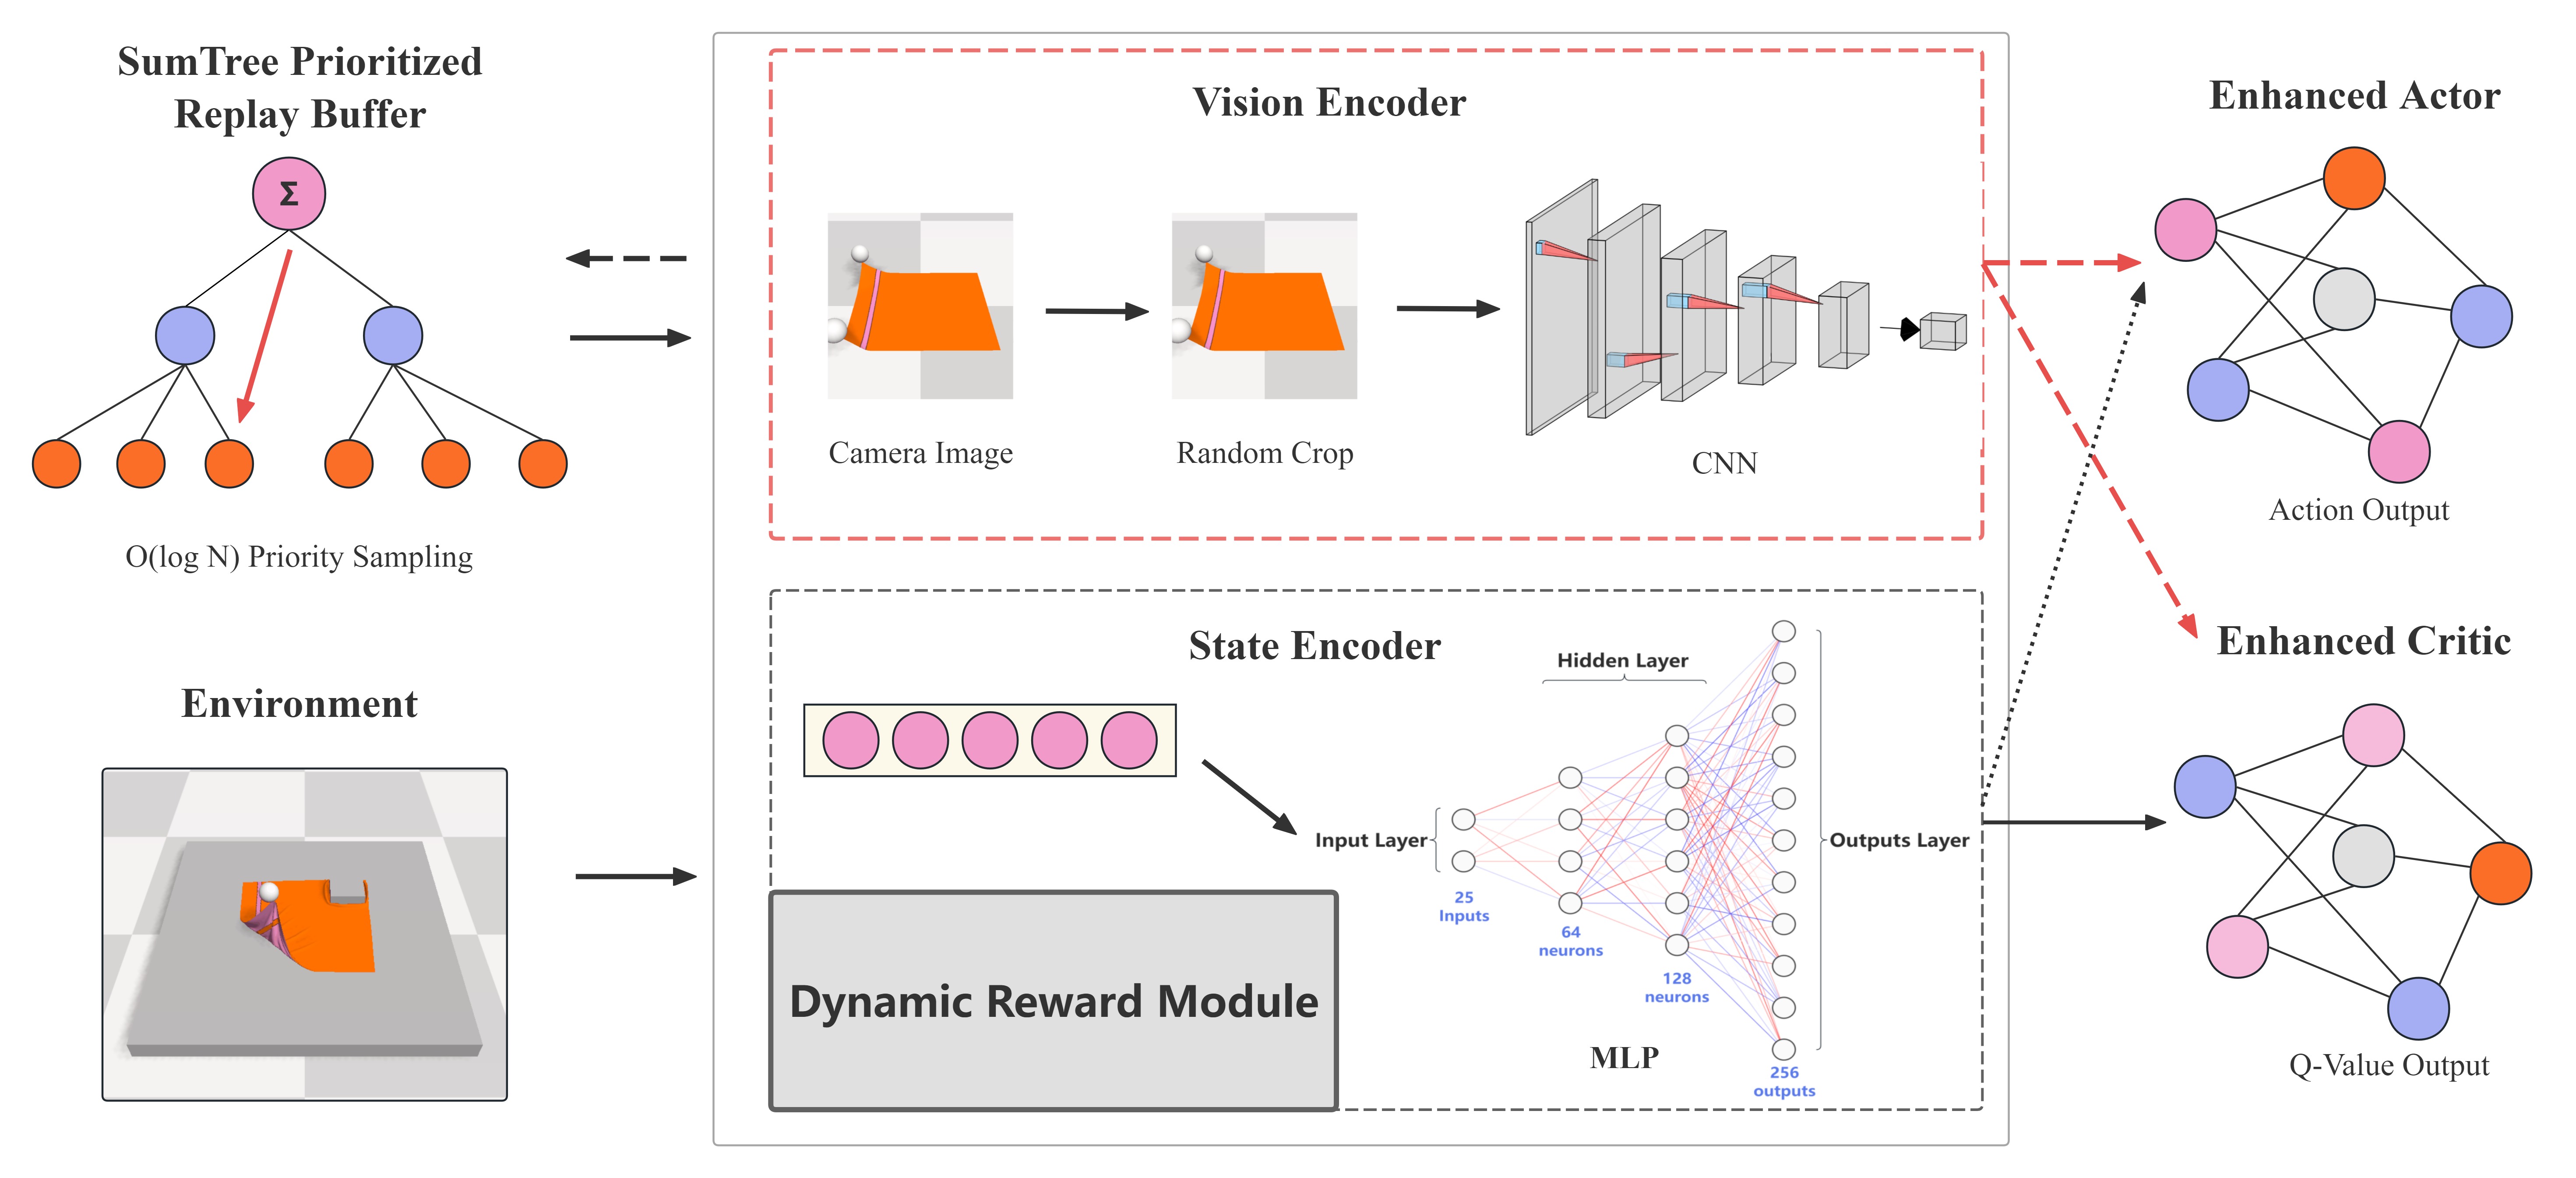 SumTree Prioritized
Replay Buffer
Σ
O(log N) Priority Sampling
Environment
Vision Encoder
Camera Image
Random Crop
CNN
State Encoder
Hidden Layer
Input Layer
Outputs Layer
25
Inputs
64
neurons
128
neurons
256
outputs
MLP
Dynamic Reward Module
Enhanced Actor
Action Output
Enhanced Critic
Q-Value Output